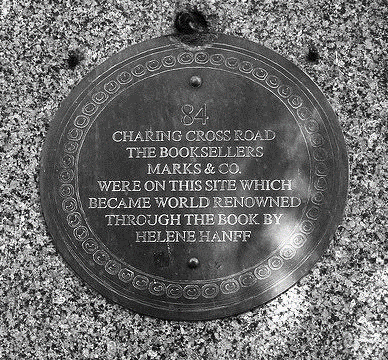 84
CHARING CROSS ROAD
THE BOOKSELLERS
MARKS & CO.
WERE ON THIS SITE WHICH
BECAME WORLD RENOWNED
THROUGH THE BOOK BY
HELENE HANFF